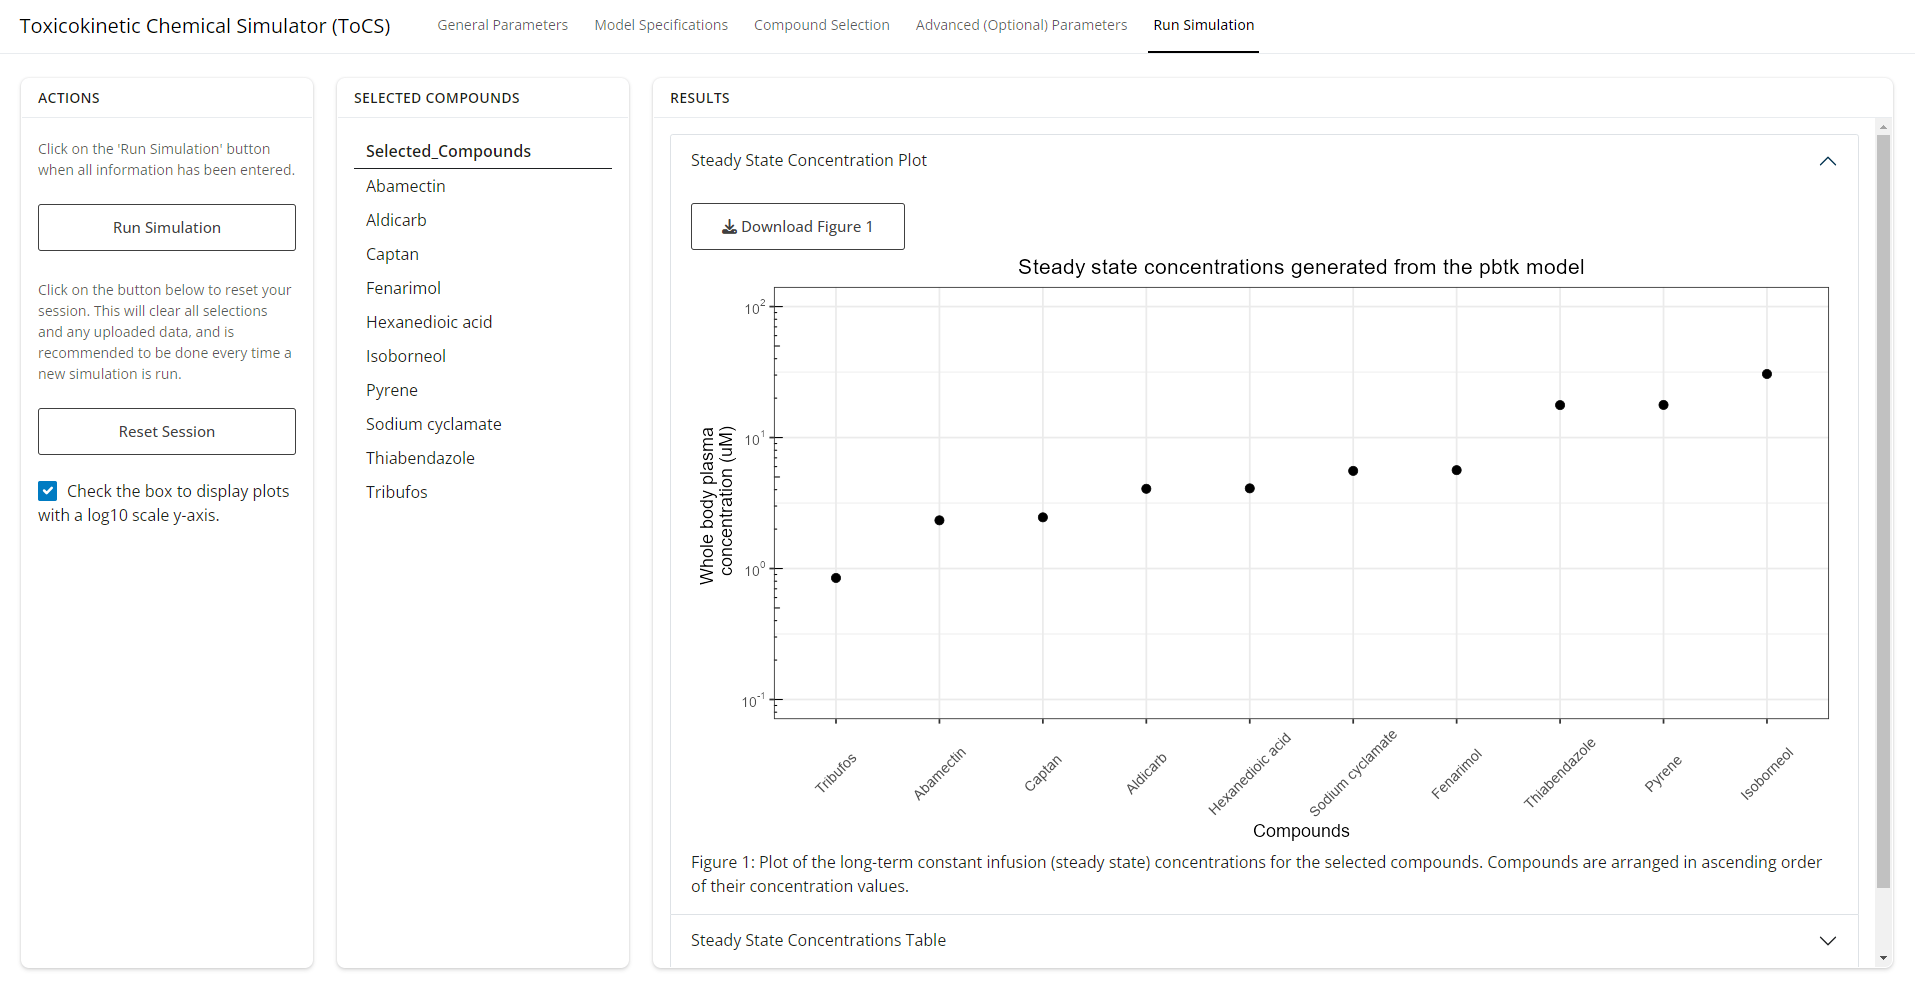 Toxicokinetic Chemical Simulator (ToCS)
General Parameters
Model Specifications
Compound Selection
Advanced (Optional) Parameters
Run Simulation
ACTIONS
Click on the 'Run Simulation' button
when all information has been entered.
Run Simulation
Click on the button below to reset your
session. This will clear all selections
and any uploaded data, and is
recommended to be done every time a
new simulation is run.
Reset Session
Check the box to display plots
with a log10 scale y-axis.
SELECTED COMPOUNDS
Selected_Compounds
Abamectin
Aldicarb
Captan
Fenarimol
Hexanedioic acid
Isoborneol
Pyrene
Sodium cyclamate
Thiabendazole
Tribufos
RESULTS
Steady State Concentration Plot
Download Figure 1
Steady state concentrations generated from the pbtk model
Whole body plasma
concentration (uM)
10²
10¹
10⁰
10⁻¹
Tribufos
Abamectin
Captan
Aldicarb
Hexanedioic acid
Sodium cyclamate
Fenarimol
Thiabendazole
Pyrene
Isoborneol
Compounds
Figure 1: Plot of the long-term constant infusion (steady state) concentrations for the selected compounds. Compounds are arranged in ascending order
of their concentration values.
Steady State Concentrations Table